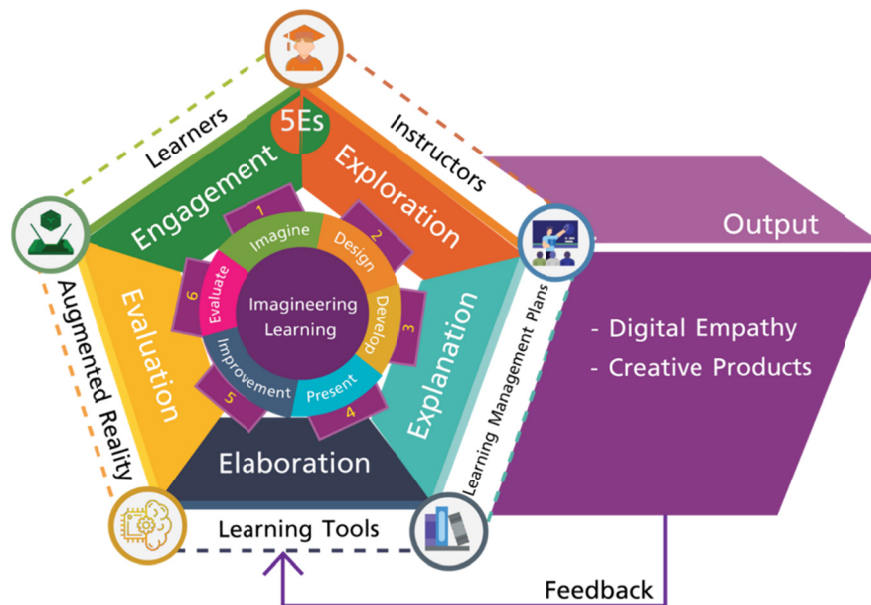 5Es
Learners
Instructors
Engagement
Exploration
Explanation
Elaboration
Evaluation
1
2
3
4
5
6
Imagine
Design
Develop
Present
Improvement
Evaluate
Imagineering
Learning
Augmented Reality
Learning Management Plans
Learning Tools
Output
- Digital Empathy
- Creative Products
Feedback